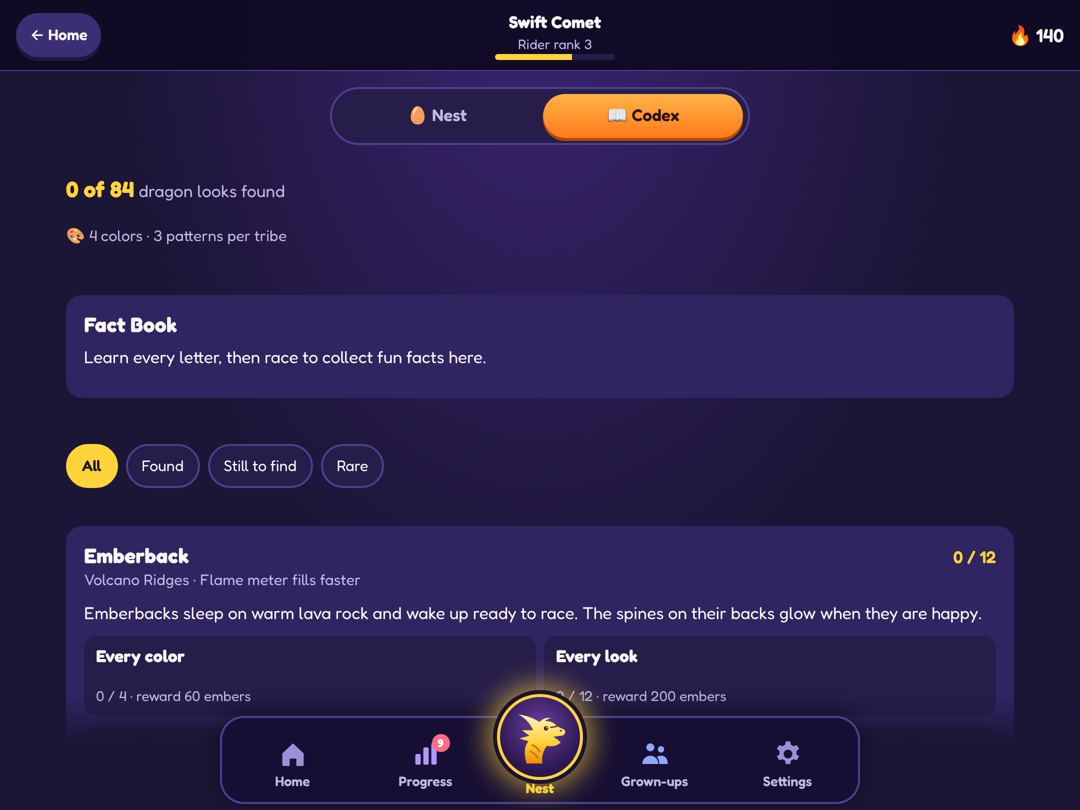 ← Home
Swift Comet
Rider rank 3
140
Nest
Codex
0 of 84 dragon looks found
4 colors · 3 patterns per tribe
Fact Book
Learn every letter, then race to collect fun facts here.
All
Found
Still to find
Rare
Emberback
0 / 12
Volcano Ridges · Flame meter fills faster
Emberbacks sleep on warm lava rock and wake up ready to race. The spines on their backs glow when they are happy.
Every color
Every look
0 / 4 · reward 60 embers
0 / 12 · reward 200 embers
9
Home
Progress
Nest
Grown-ups
Settings